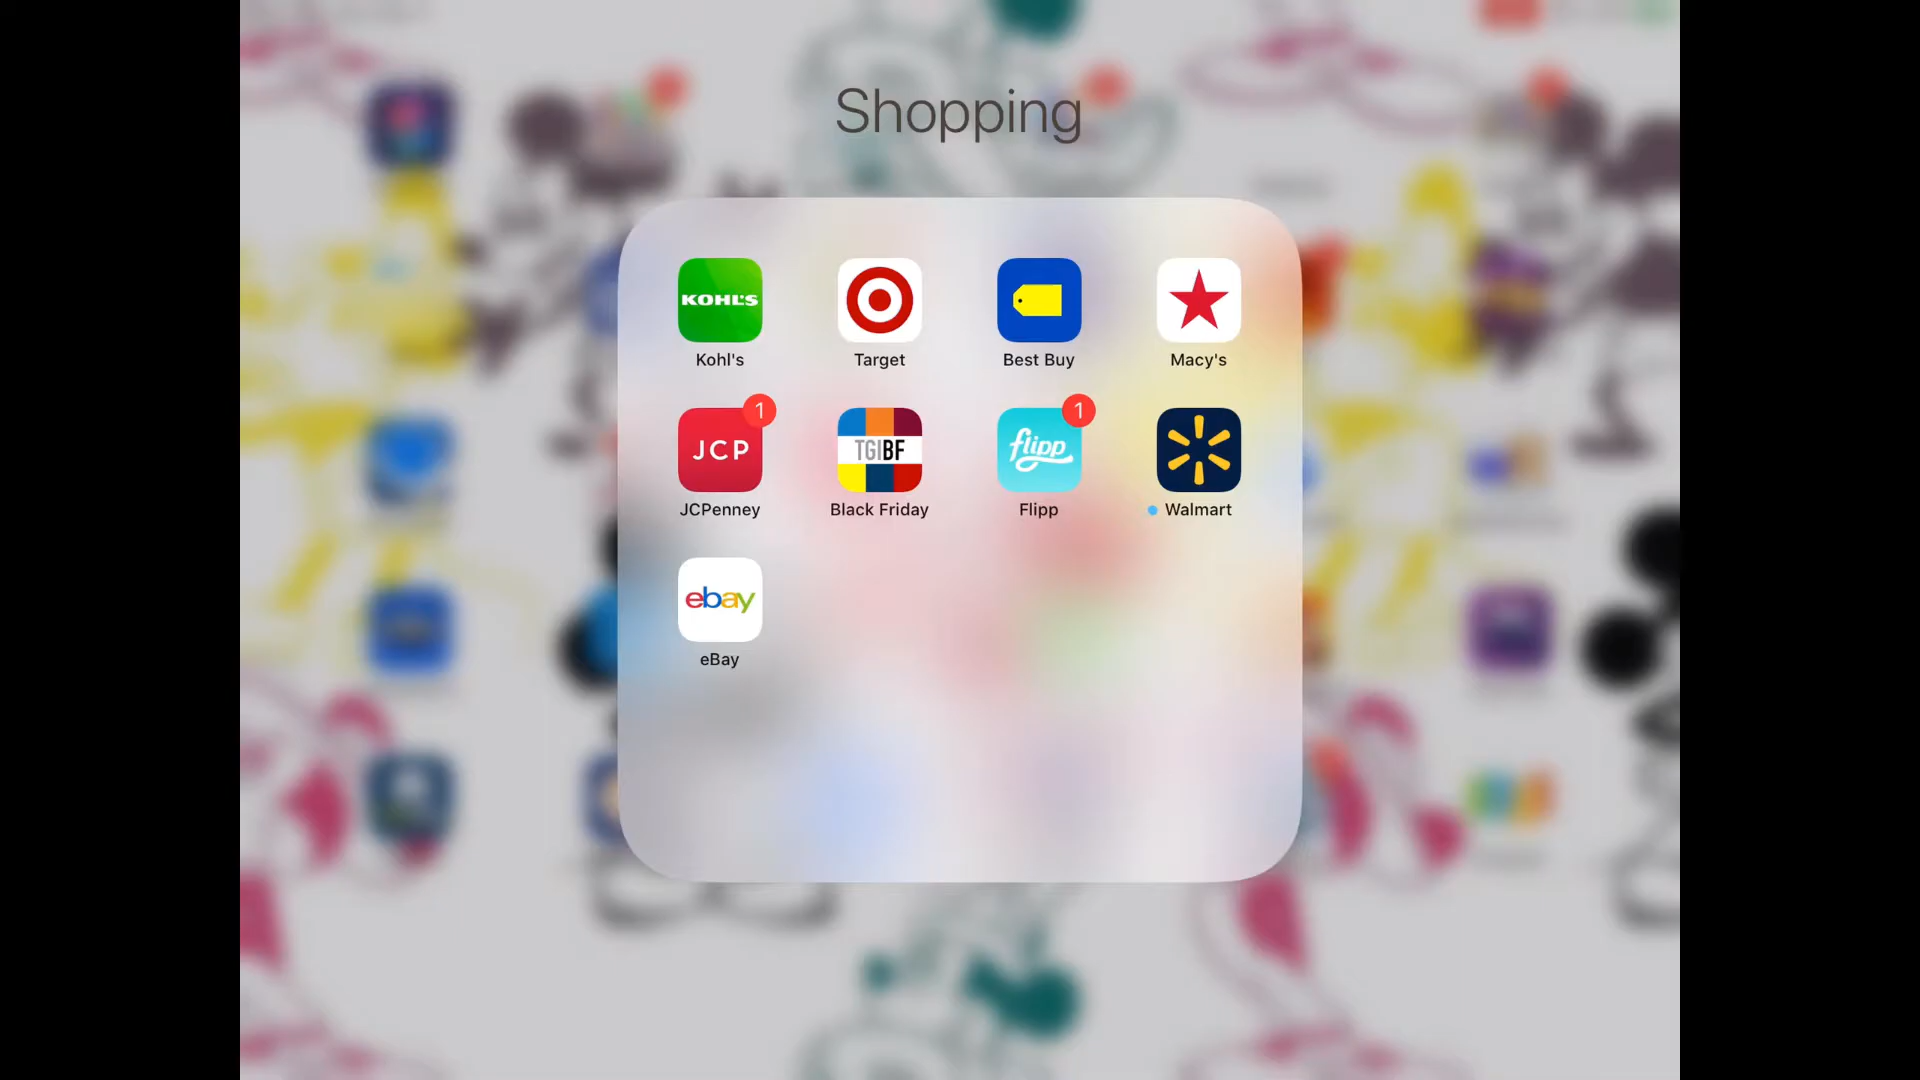 Shopping
KOHL'S
Kohl's
Target
Best Buy
Macy's
JCP
1
JCPenney
TGIBF
Black Friday
flipp
1
Flipp
Walmart
ebay
eBay